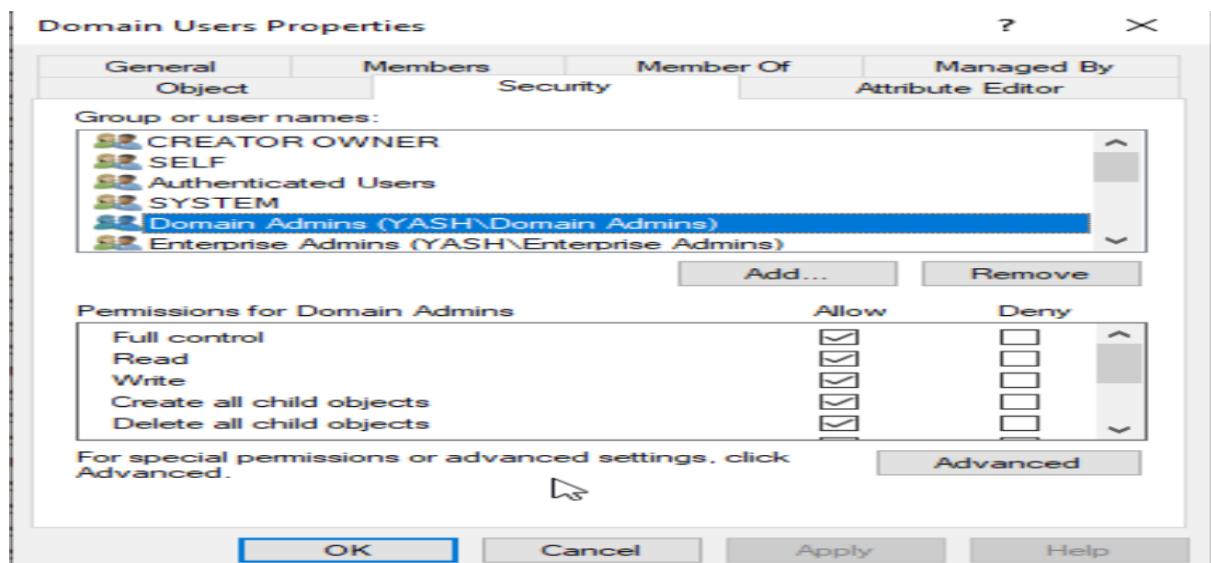 Domain Users Properties ? ×
General Members Member Of Managed By
Object Security Attribute Editor
Group or user names:
CREATOR OWNER
SELF
Authenticated Users
SYSTEM
Domain Admins (YASH\Domain Admins)
Enterprise Admins (YASH\Enterprise Admins)
Add... Remove
Permissions for Domain Admins Allow Deny
Full control
Read
Write
Create all child objects
Delete all child objects
For special permissions or advanced settings, click
Advanced.
Advanced
OK Cancel Apply Help